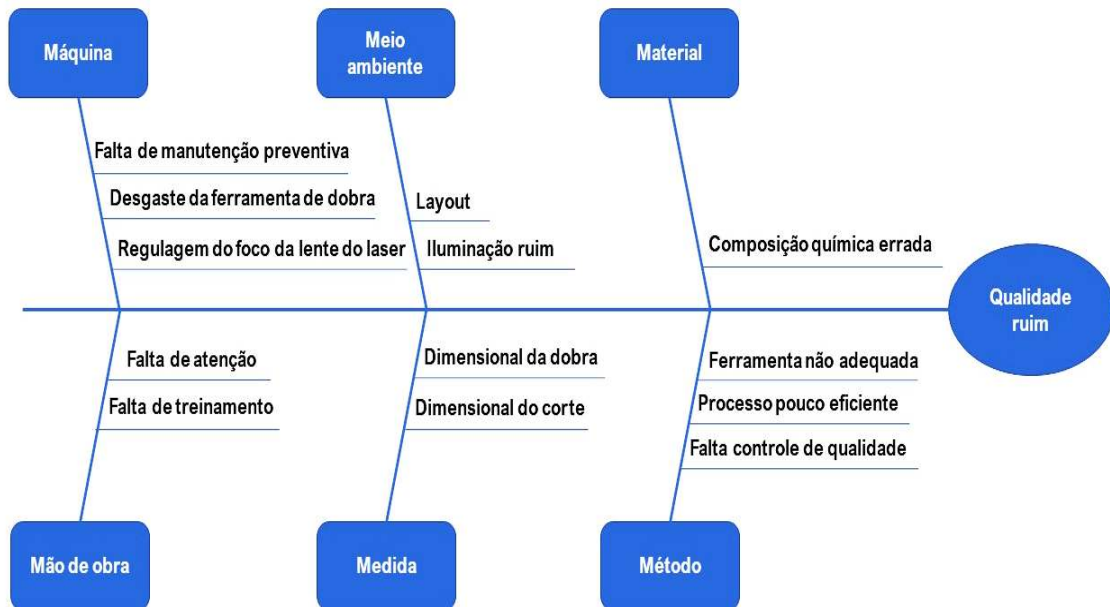 Máquina
Meio
ambiente
Material
Falta de manutenção preventiva
Desgaste da ferramenta de dobra
Regulagem do foco da lente do laser
Layout
Iluminação ruim
Composição química errada
Qualidade
ruim
Falta de atenção
Falta de treinamento
Dimensional da dobra
Dimensional do corte
Ferramenta não adequada
Processo pouco eficiente
Falta controle de qualidade
Mão de obra
Medida
Método